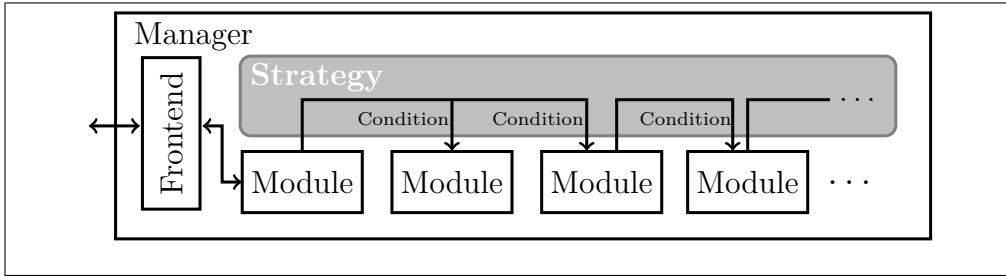 Manager
Frontend
Strategy
Condition
Condition
Condition
. . .
Module
Module
Module
Module
. . .